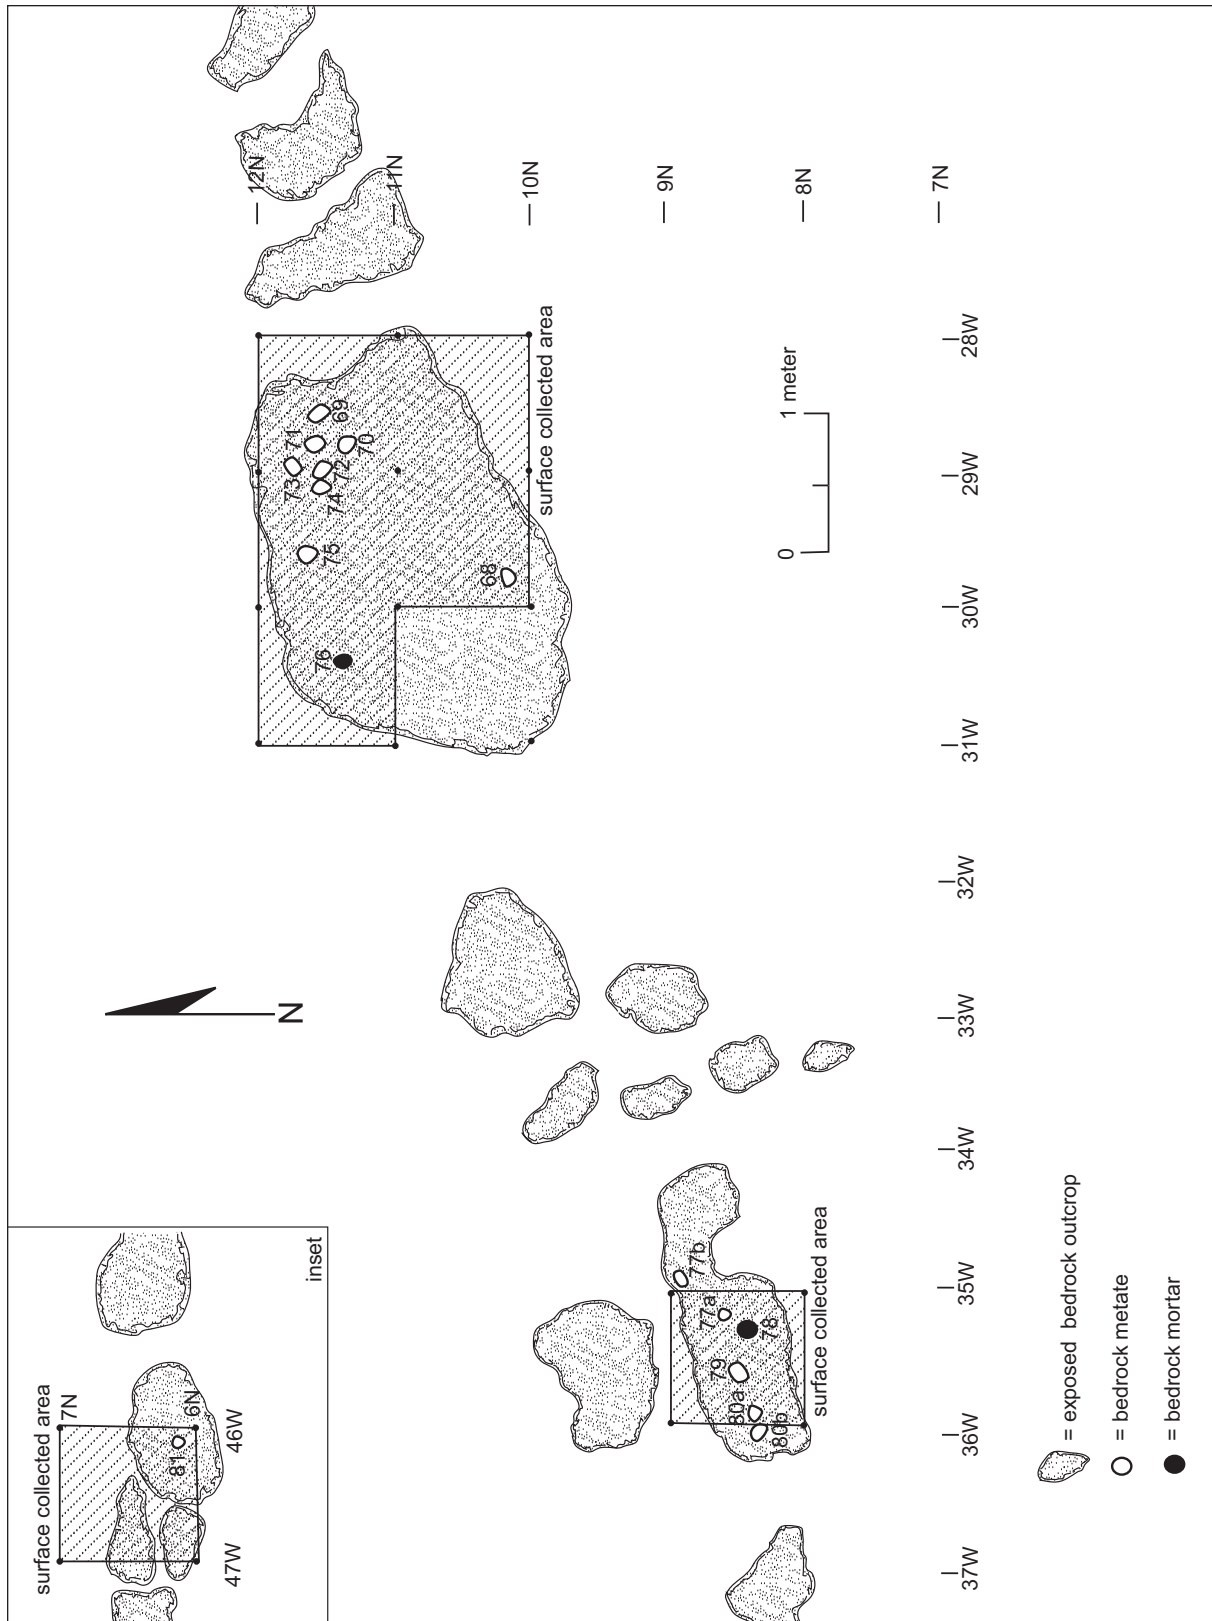 12N
11N
10N
9N
8N
7N
28W
29W
30W
31W
32W
33W
34W
35W
36W
37W
surface collected area
69
71
70
73
72
74
75
68
76
0
1 meter
N
surface collected area
7N
6N
46W
47W
81
inset
77b
77a
78
79
80a
80b
surface collected area
= exposed bedrock outcrop
= bedrock metate
= bedrock mortar